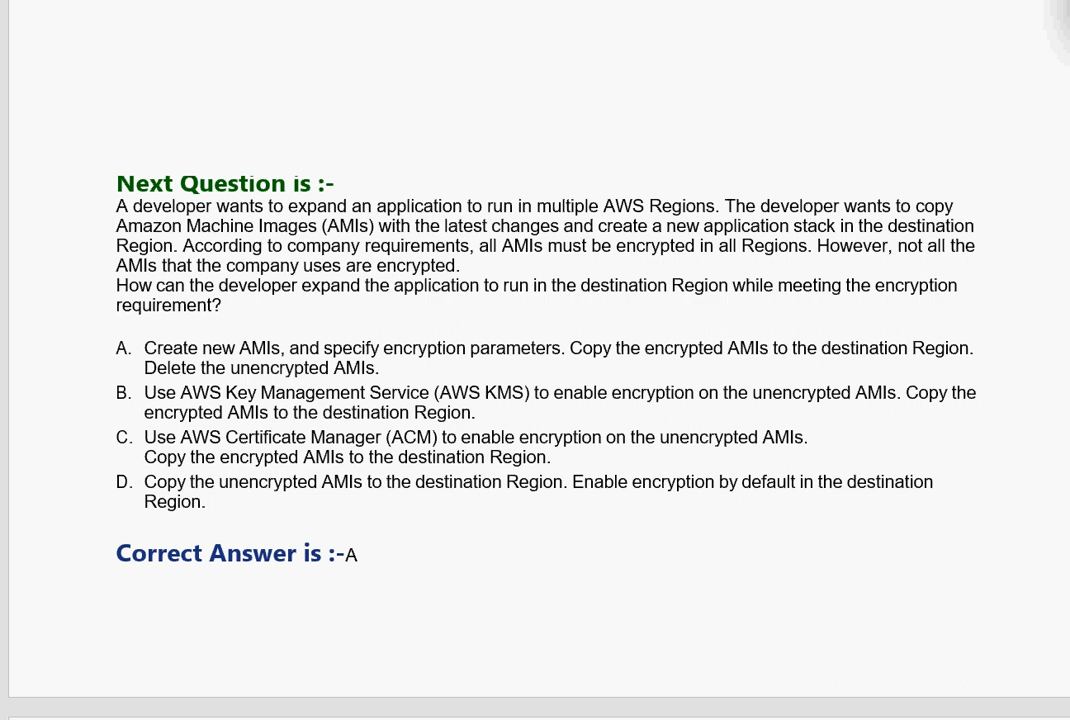 Next Question is :-
A developer wants to expand an application to run in multiple AWS Regions. The developer wants to copy
Amazon Machine Images (AMIs) with the latest changes and create a new application stack in the destination
Region. According to company requirements, all AMIs must be encrypted in all Regions. However, not all the
AMIs that the company uses are encrypted.
How can the developer expand the application to run in the destination Region while meeting the encryption
requirement?
A. Create new AMIs, and specify encryption parameters. Copy the encrypted AMIs to the destination Region.
Delete the unencrypted AMIs.
B. Use AWS Key Management Service (AWS KMS) to enable encryption on the unencrypted AMIs. Copy the
encrypted AMIs to the destination Region.
C. Use AWS Certificate Manager (ACM) to enable encryption on the unencrypted AMIs.
Copy the encrypted AMIs to the destination Region.
D. Copy the unencrypted AMIs to the destination Region. Enable encryption by default in the destination
Region.
Correct Answer is :-A